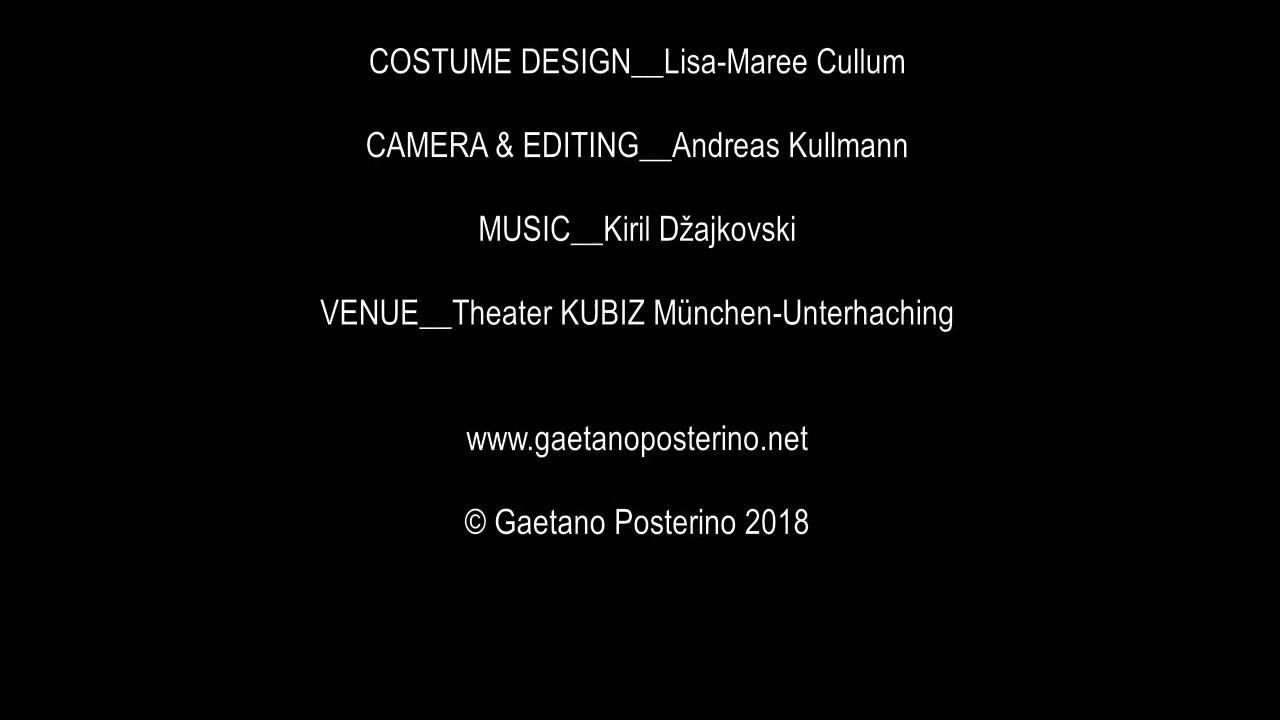 COSTUME DESIGN__Lisa-Maree Cullum
CAMERA & EDITING__Andreas Kullmann
MUSIC__Kiril Džajkovski
VENUE__Theater KUBIZ München-Unterhaching
www.gaetanoposterino.net
© Gaetano Posterino 2018